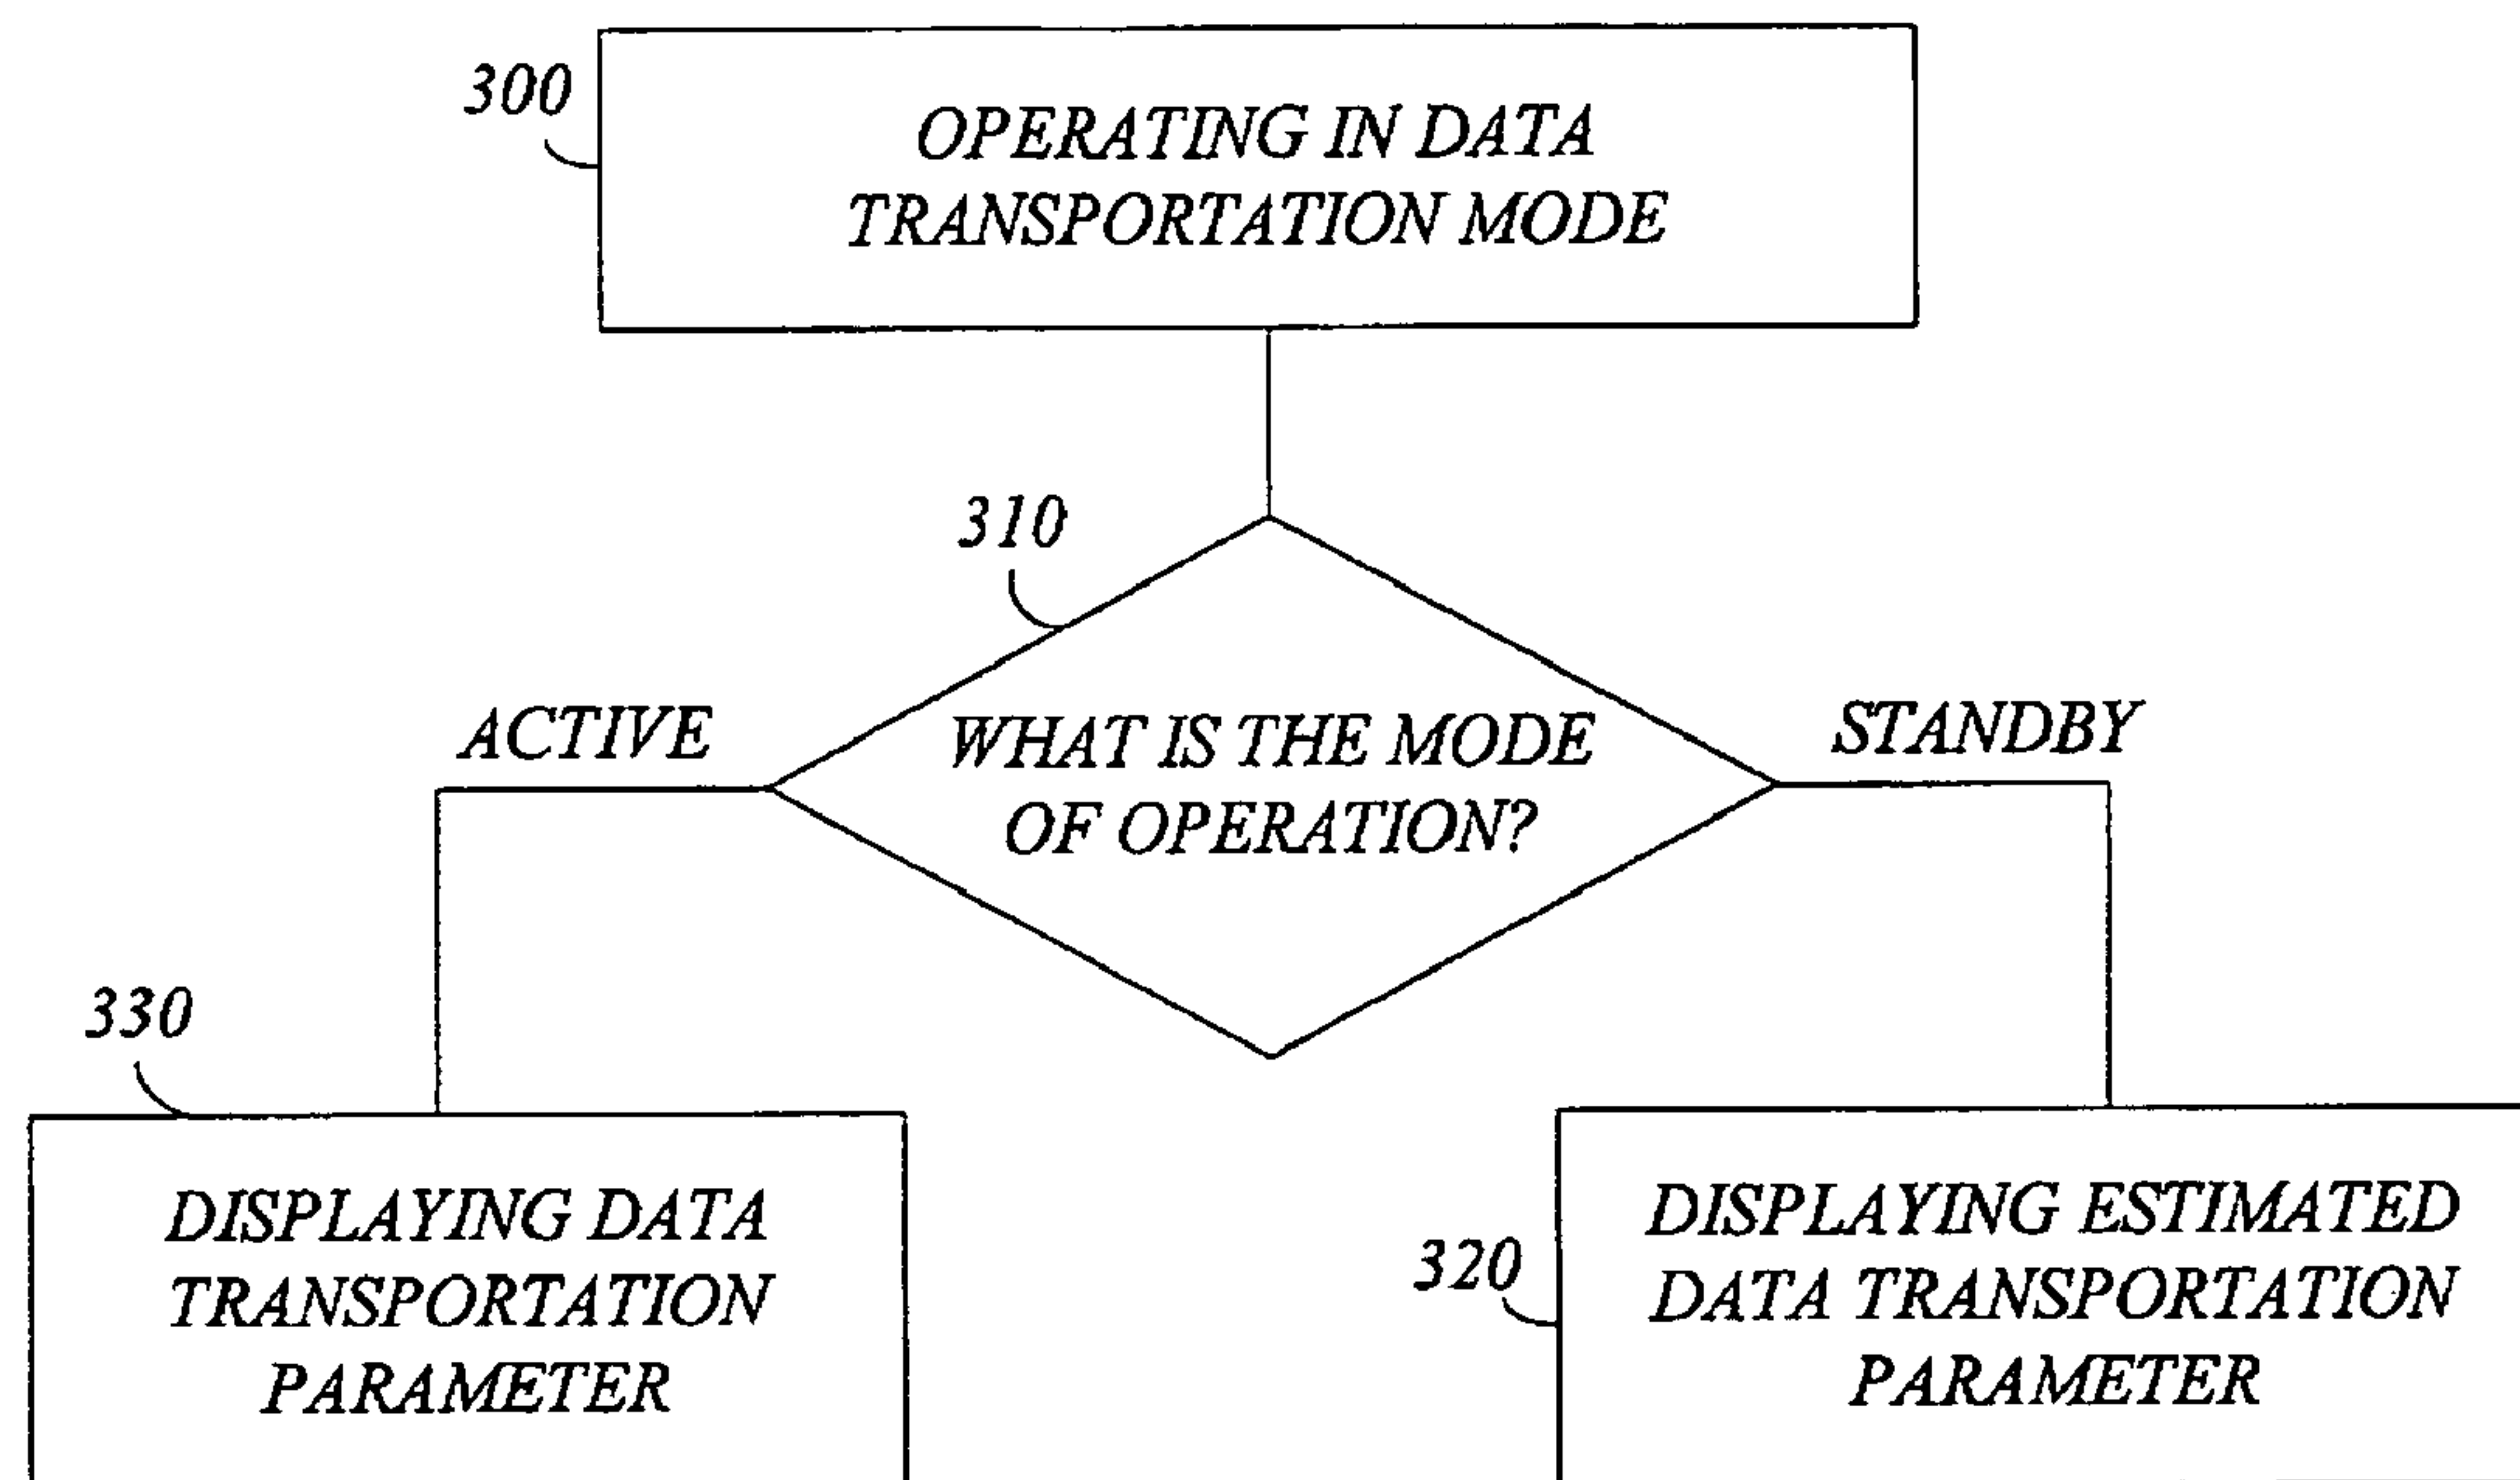 300
OPERATING IN DATA
TRANSPORTATION MODE
310
ACTIVE
WHAT IS THE MODE
OF OPERATION?
STANDBY
330
DISPLAYING DATA
TRANSPORTATION
PARAMETER
320
DISPLAYING ESTIMATED
DATA TRANSPORTATION
PARAMETER